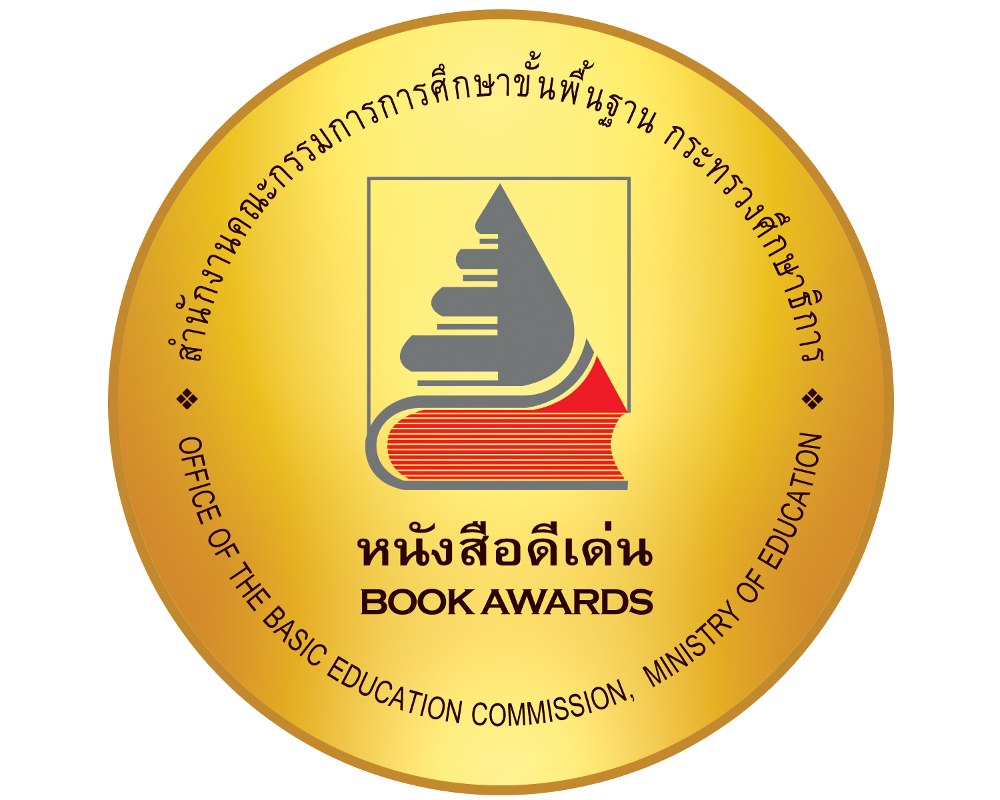 สำนักงานคณะกรรมการการศึกษาขั้นพื้นฐาน กระทรวงศึกษาธิการ
หนังสือดีเด่น
BOOK AWARDS
OFFICE OF THE BASIC EDUCATION COMMISSION, MINISTRY OF EDUCATION